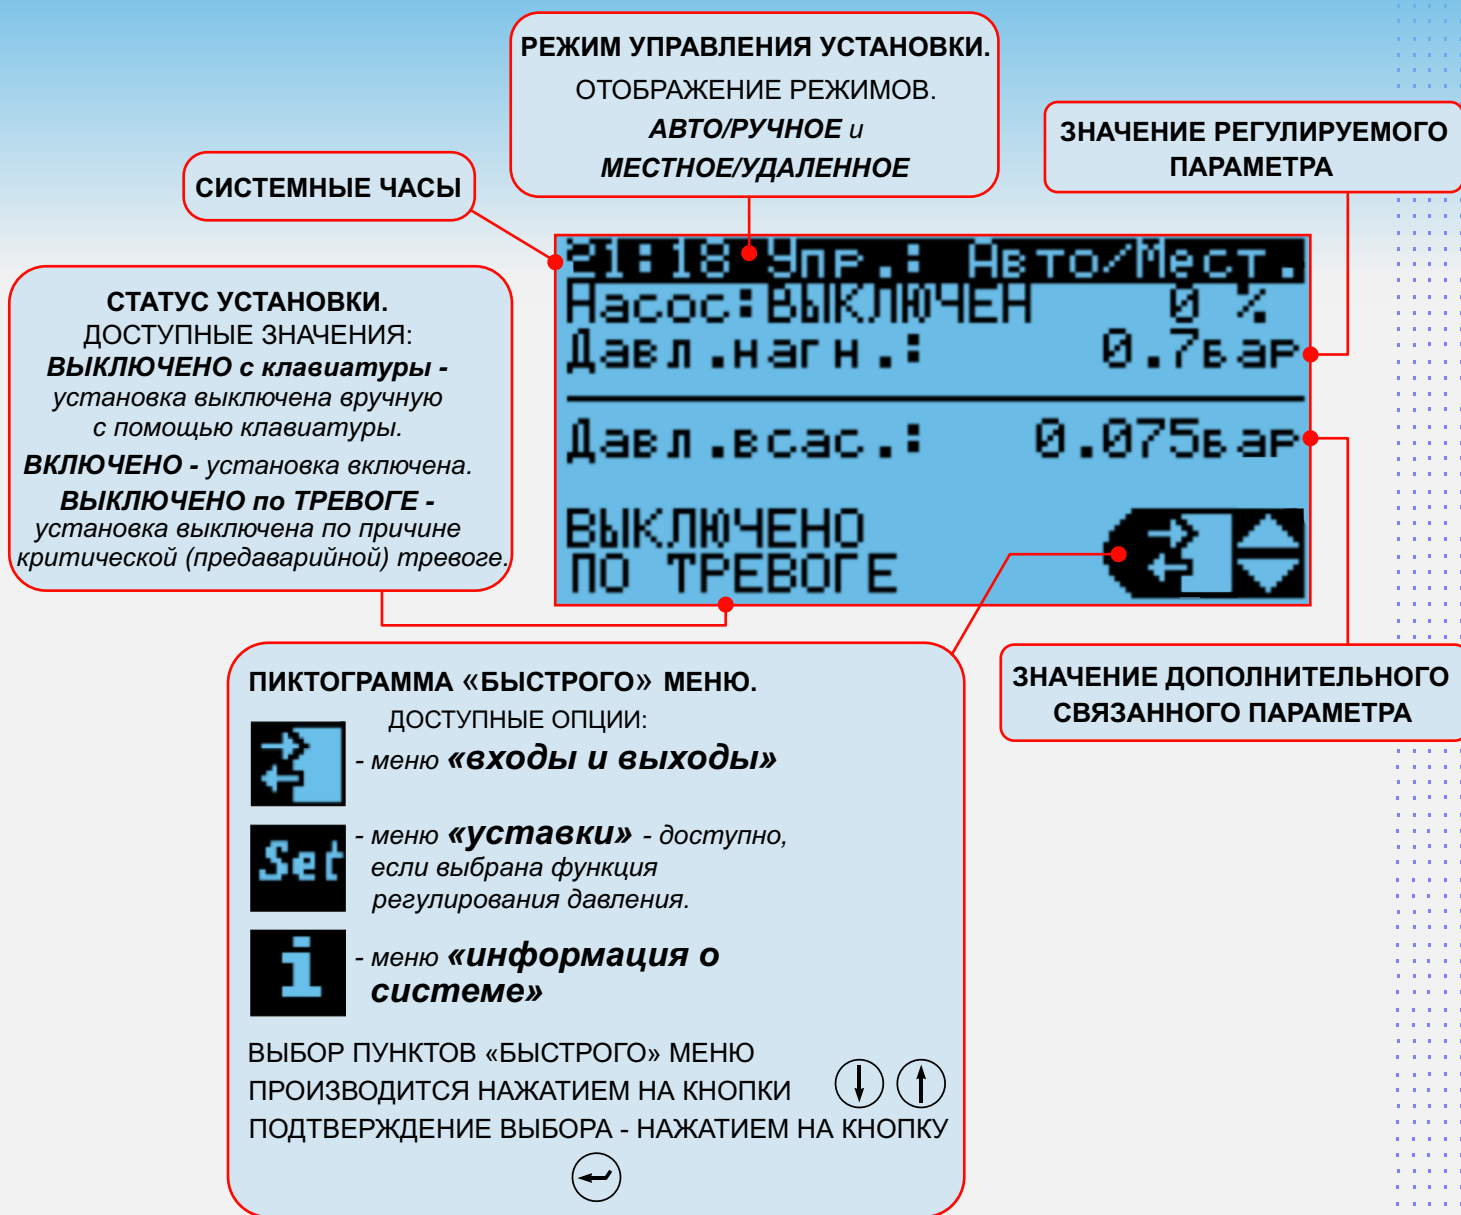 РЕЖИМ УПРАВЛЕНИЯ УСТАНОВКИ.
ОТОБРАЖЕНИЕ РЕЖИМОВ.
АВТО/РУЧНОЕ и
МЕСТНОЕ/УДАЛЕННОЕ
ЗНАЧЕНИЕ РЕГУЛИРУЕМОГО
ПАРАМЕТРА
СИСТЕМНЫЕ ЧАСЫ
21:18 Упр.: Авто/Мест.
Насос:ВЫКЛЮЧЕН 0 %
Давл.нагн.: 0.7бар
Давл.всас.: 0.075бар
ВЫКЛЮЧЕНО
ПО ТРЕВОГЕ
СТАТУС УСТАНОВКИ.
ДОСТУПНЫЕ ЗНАЧЕНИЯ:
ВЫКЛЮЧЕНО с клавиатуры -
установка выключена вручную
с помощью клавиатуры.
ВКЛЮЧЕНО - установка включена.
ВЫКЛЮЧЕНО по ТРЕВОГЕ -
установка выключена по причине
критической (предаварийной) тревоге.
ЗНАЧЕНИЕ ДОПОЛНИТЕЛЬНОГО
СВЯЗАННОГО ПАРАМЕТРА
ПИКТОГРАММА «БЫСТРОГО» МЕНЮ.
ДОСТУПНЫЕ ОПЦИИ:
- меню «входы и выходы»
Set
- меню «уставки» - доступно,
если выбрана функция
регулирования давления.
i
- меню «информация о
системе»
ВЫБОР ПУНКТОВ «БЫСТРОГО» МЕНЮ
ПРОИЗВОДИТСЯ НАЖАТИЕМ НА КНОПКИ
ПОДТВЕРЖДЕНИЕ ВЫБОРА - НАЖАТИЕМ НА КНОПКУ